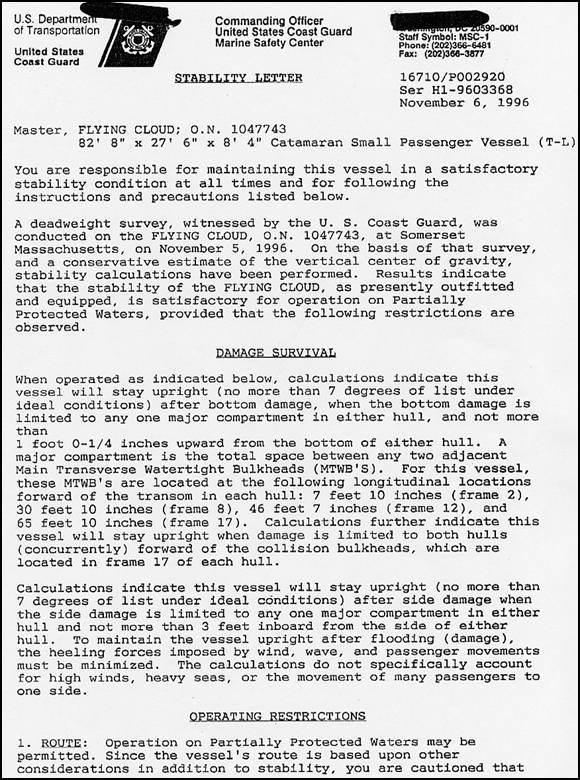 U.S. Department
of Transportation
United States
Coast Guard
Commanding Officer
United States Coast Guard
Marine Safety Center
DC 20590-0001
Staff Symbol: MSC-1
Phone: (202)366-6481
Fax: (202)366-3877
STABILITY LETTER
16710/P002920
Ser H1-9603368
November 6, 1996
Master, FLYING CLOUD; O.N. 1047743
82' 8" x 27' 6" x 8' 4" Catamaran Small Passenger Vessel (T-L)
You are responsible for maintaining this vessel in a satisfactory
stability condition at all times and for following the
instructions and precautions listed below.
A deadweight survey, witnessed by the U. S. Coast Guard, was
conducted on the FLYING CLOUD, O.N. 1047743, at Somerset
Massachusetts, on November 5, 1996. On the basis of that survey,
and a conservative estimate of the vertical center of gravity,
stability calculations have been performed. Results indicate
that the stability of the FLYING CLOUD, as presently outfitted
and equipped, is satisfactory for operation on Partially
Protected Waters, provided that the following restrictions are
observed.
DAMAGE SURVIVAL
When operated as indicated below, calculations indicate this
vessel will stay upright (no more than 7 degrees of list under
ideal conditions) after bottom damage, when the bottom damage is
limited to any one major compartment in either hull, and not more
than
1 foot 0-1/4 inches upward from the bottom of either hull. A
major compartment is the total space between any two adjacent
Main Transverse Watertight Bulkheads (MTWB'S). For this vessel,
these MTWB's are located at the following longitudinal locations
forward of the transom in each hull: 7 feet 10 inches (frame 2),
30 feet 10 inches (frame 8), 46 feet 7 inches (frame 12), and
65 feet 10 inches (frame 17). Calculations further indicate this
vessel will stay upright when damage is limited to both hulls
(concurrently) forward of the collision bulkheads, which are
located in frame 17 of each hull.
Calculations indicate this vessel will stay upright (no more than
7 degrees of list under ideal conditions) after side damage when
the side damage is limited to any one major compartment in either
hull and not more than 3 feet inboard from the side of either
hull. To maintain the vessel upright after flooding (damage),
the heeling forces imposed by wind, wave, and passenger movements
must be minimized. The calculations do not specifically account
for high winds, heavy seas, or the movement of many passengers to
one side.
OPERATING RESTRICTIONS
1. ROUTE: Operation on Partially Protected Waters may be
permitted. Since the vessel's route is based upon other
considerations in addition to stability, you are cautioned that